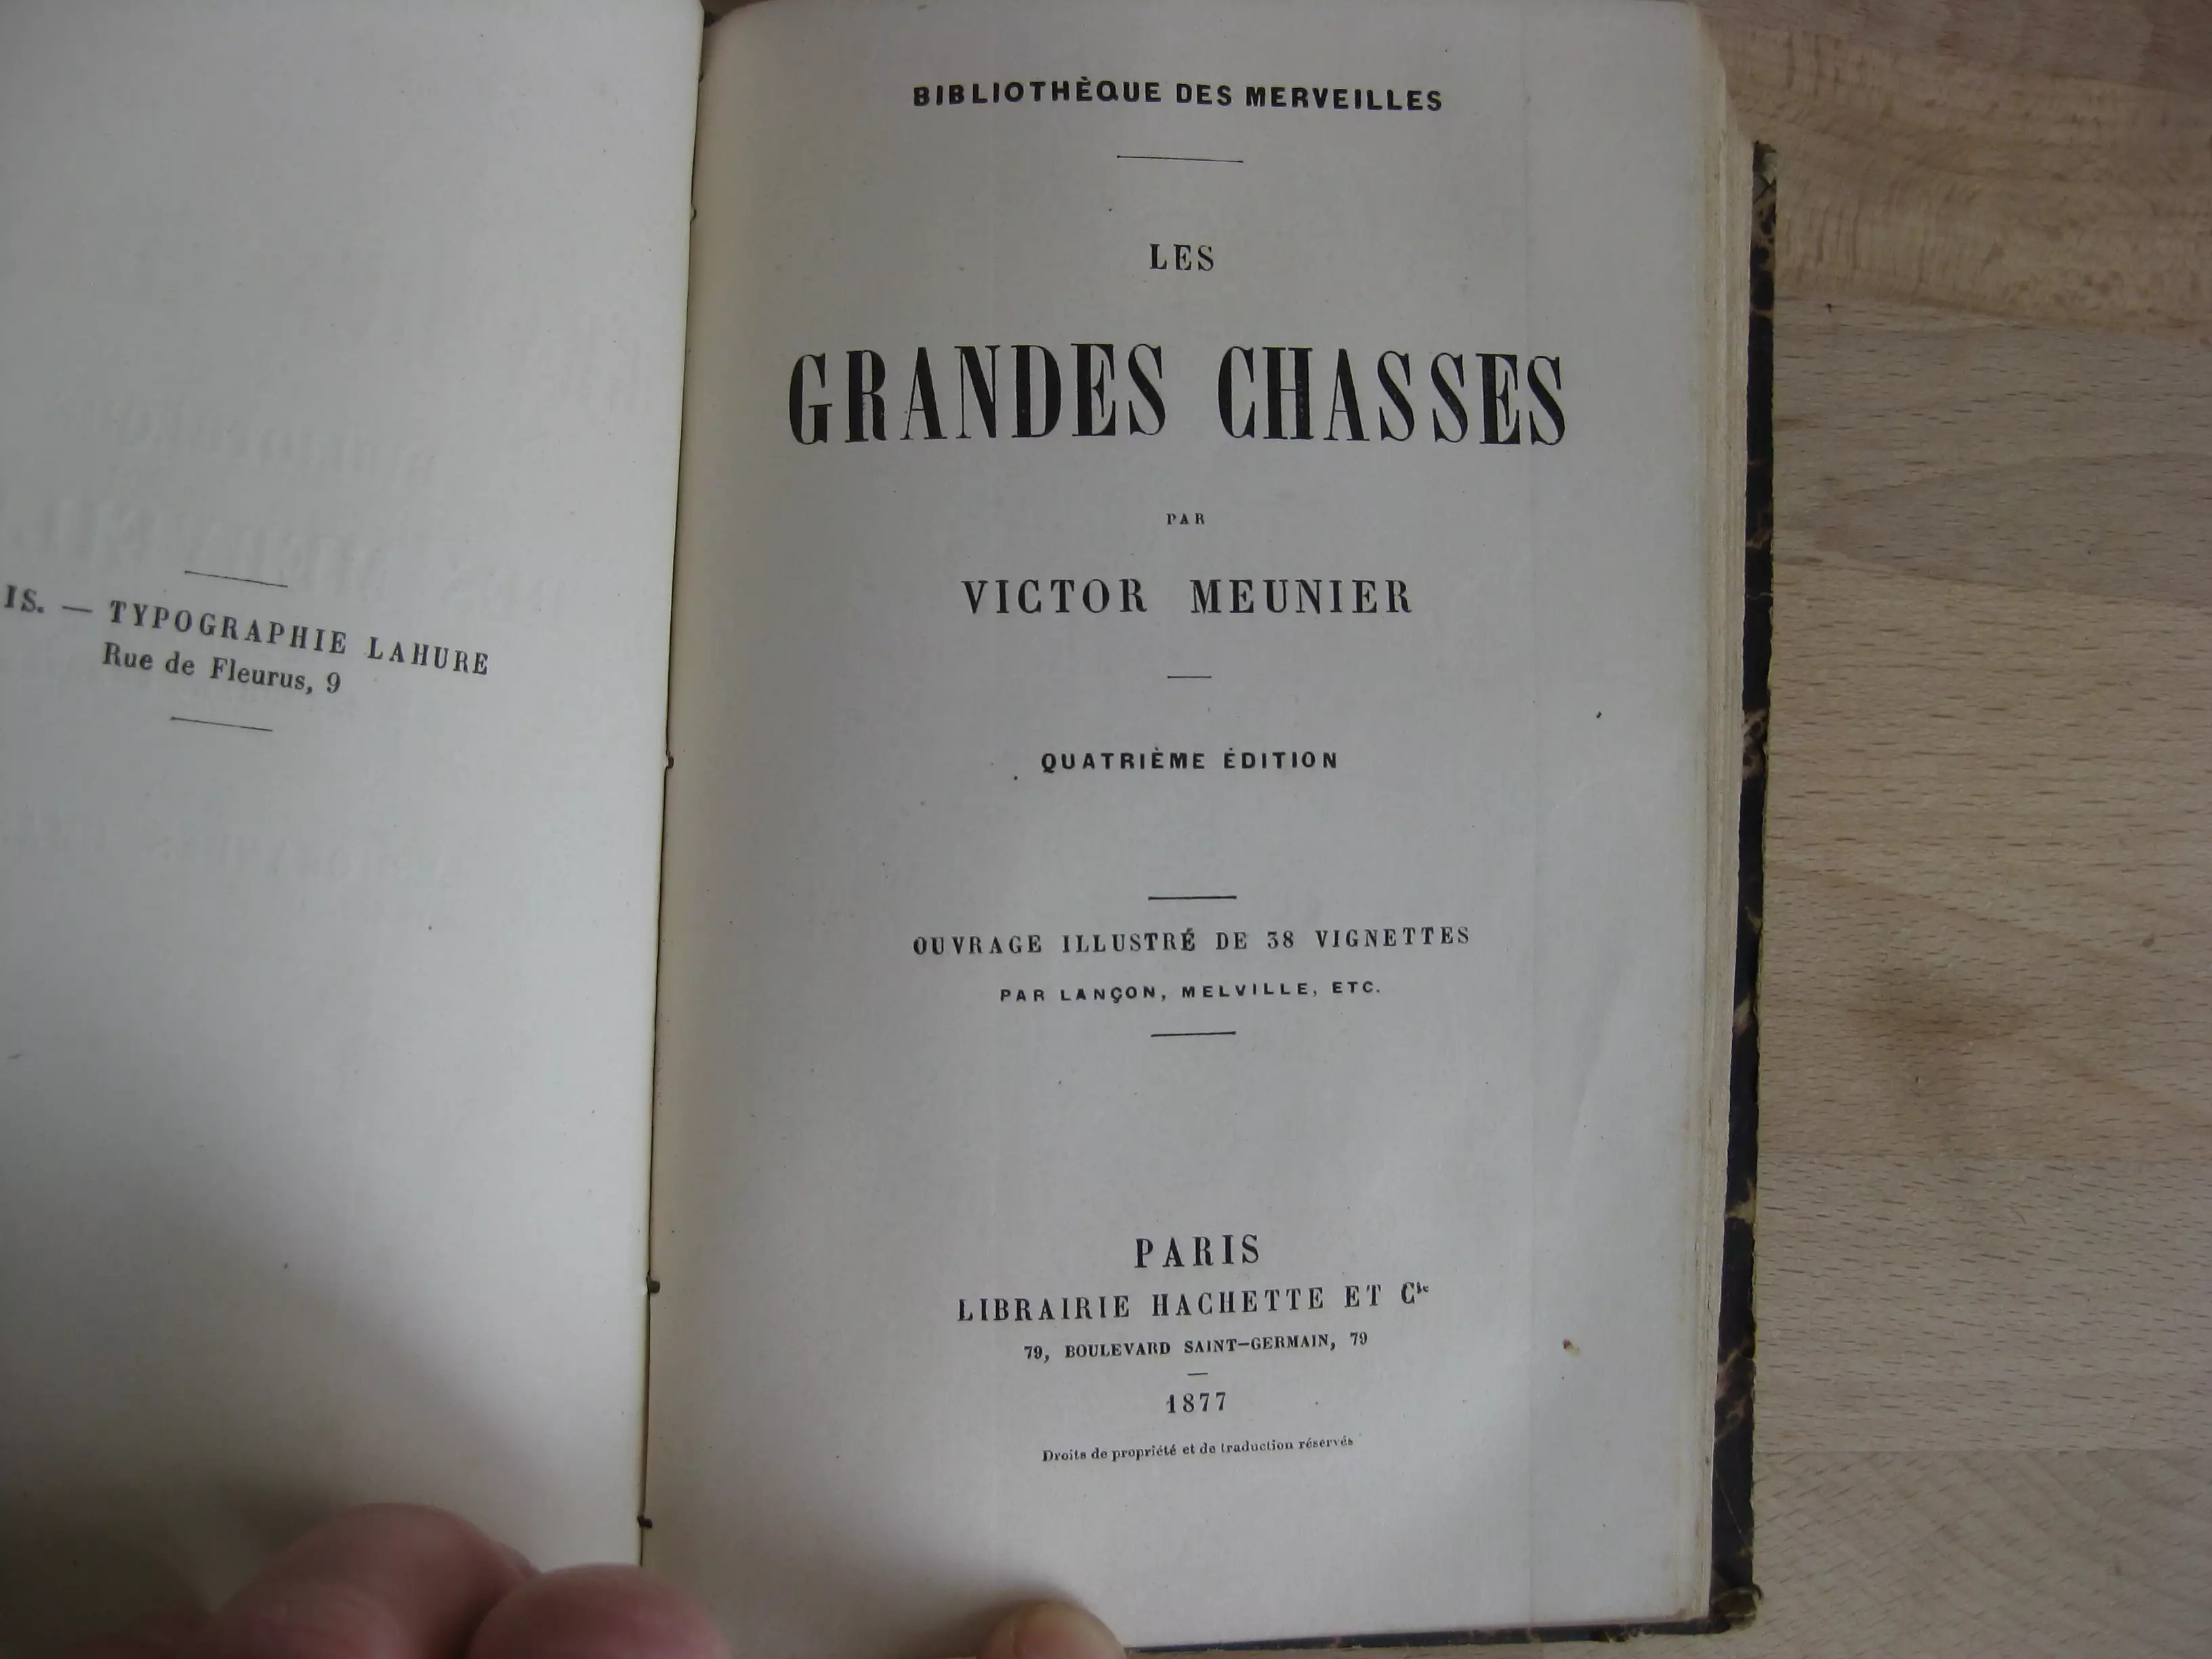 IS. — TYPOGRAPHIE LAHURE
Rue de Fleurus, 9
BIBLIOTHÈQUE DES MERVEILLES
LES
GRANDES CHASSES
PAR
VICTOR MEUNIER
QUATRIÈME ÉDITION
OUVRAGE ILLUSTRÉ DE 38 VIGNETTES
PAR LANÇON, MELVILLE, ETC.
PARIS
LIBRAIRIE HACHETTE ET Cie
79, BOULEVARD SAINT-GERMAIN, 79
1877
Droits de propriété et de traduction réservés